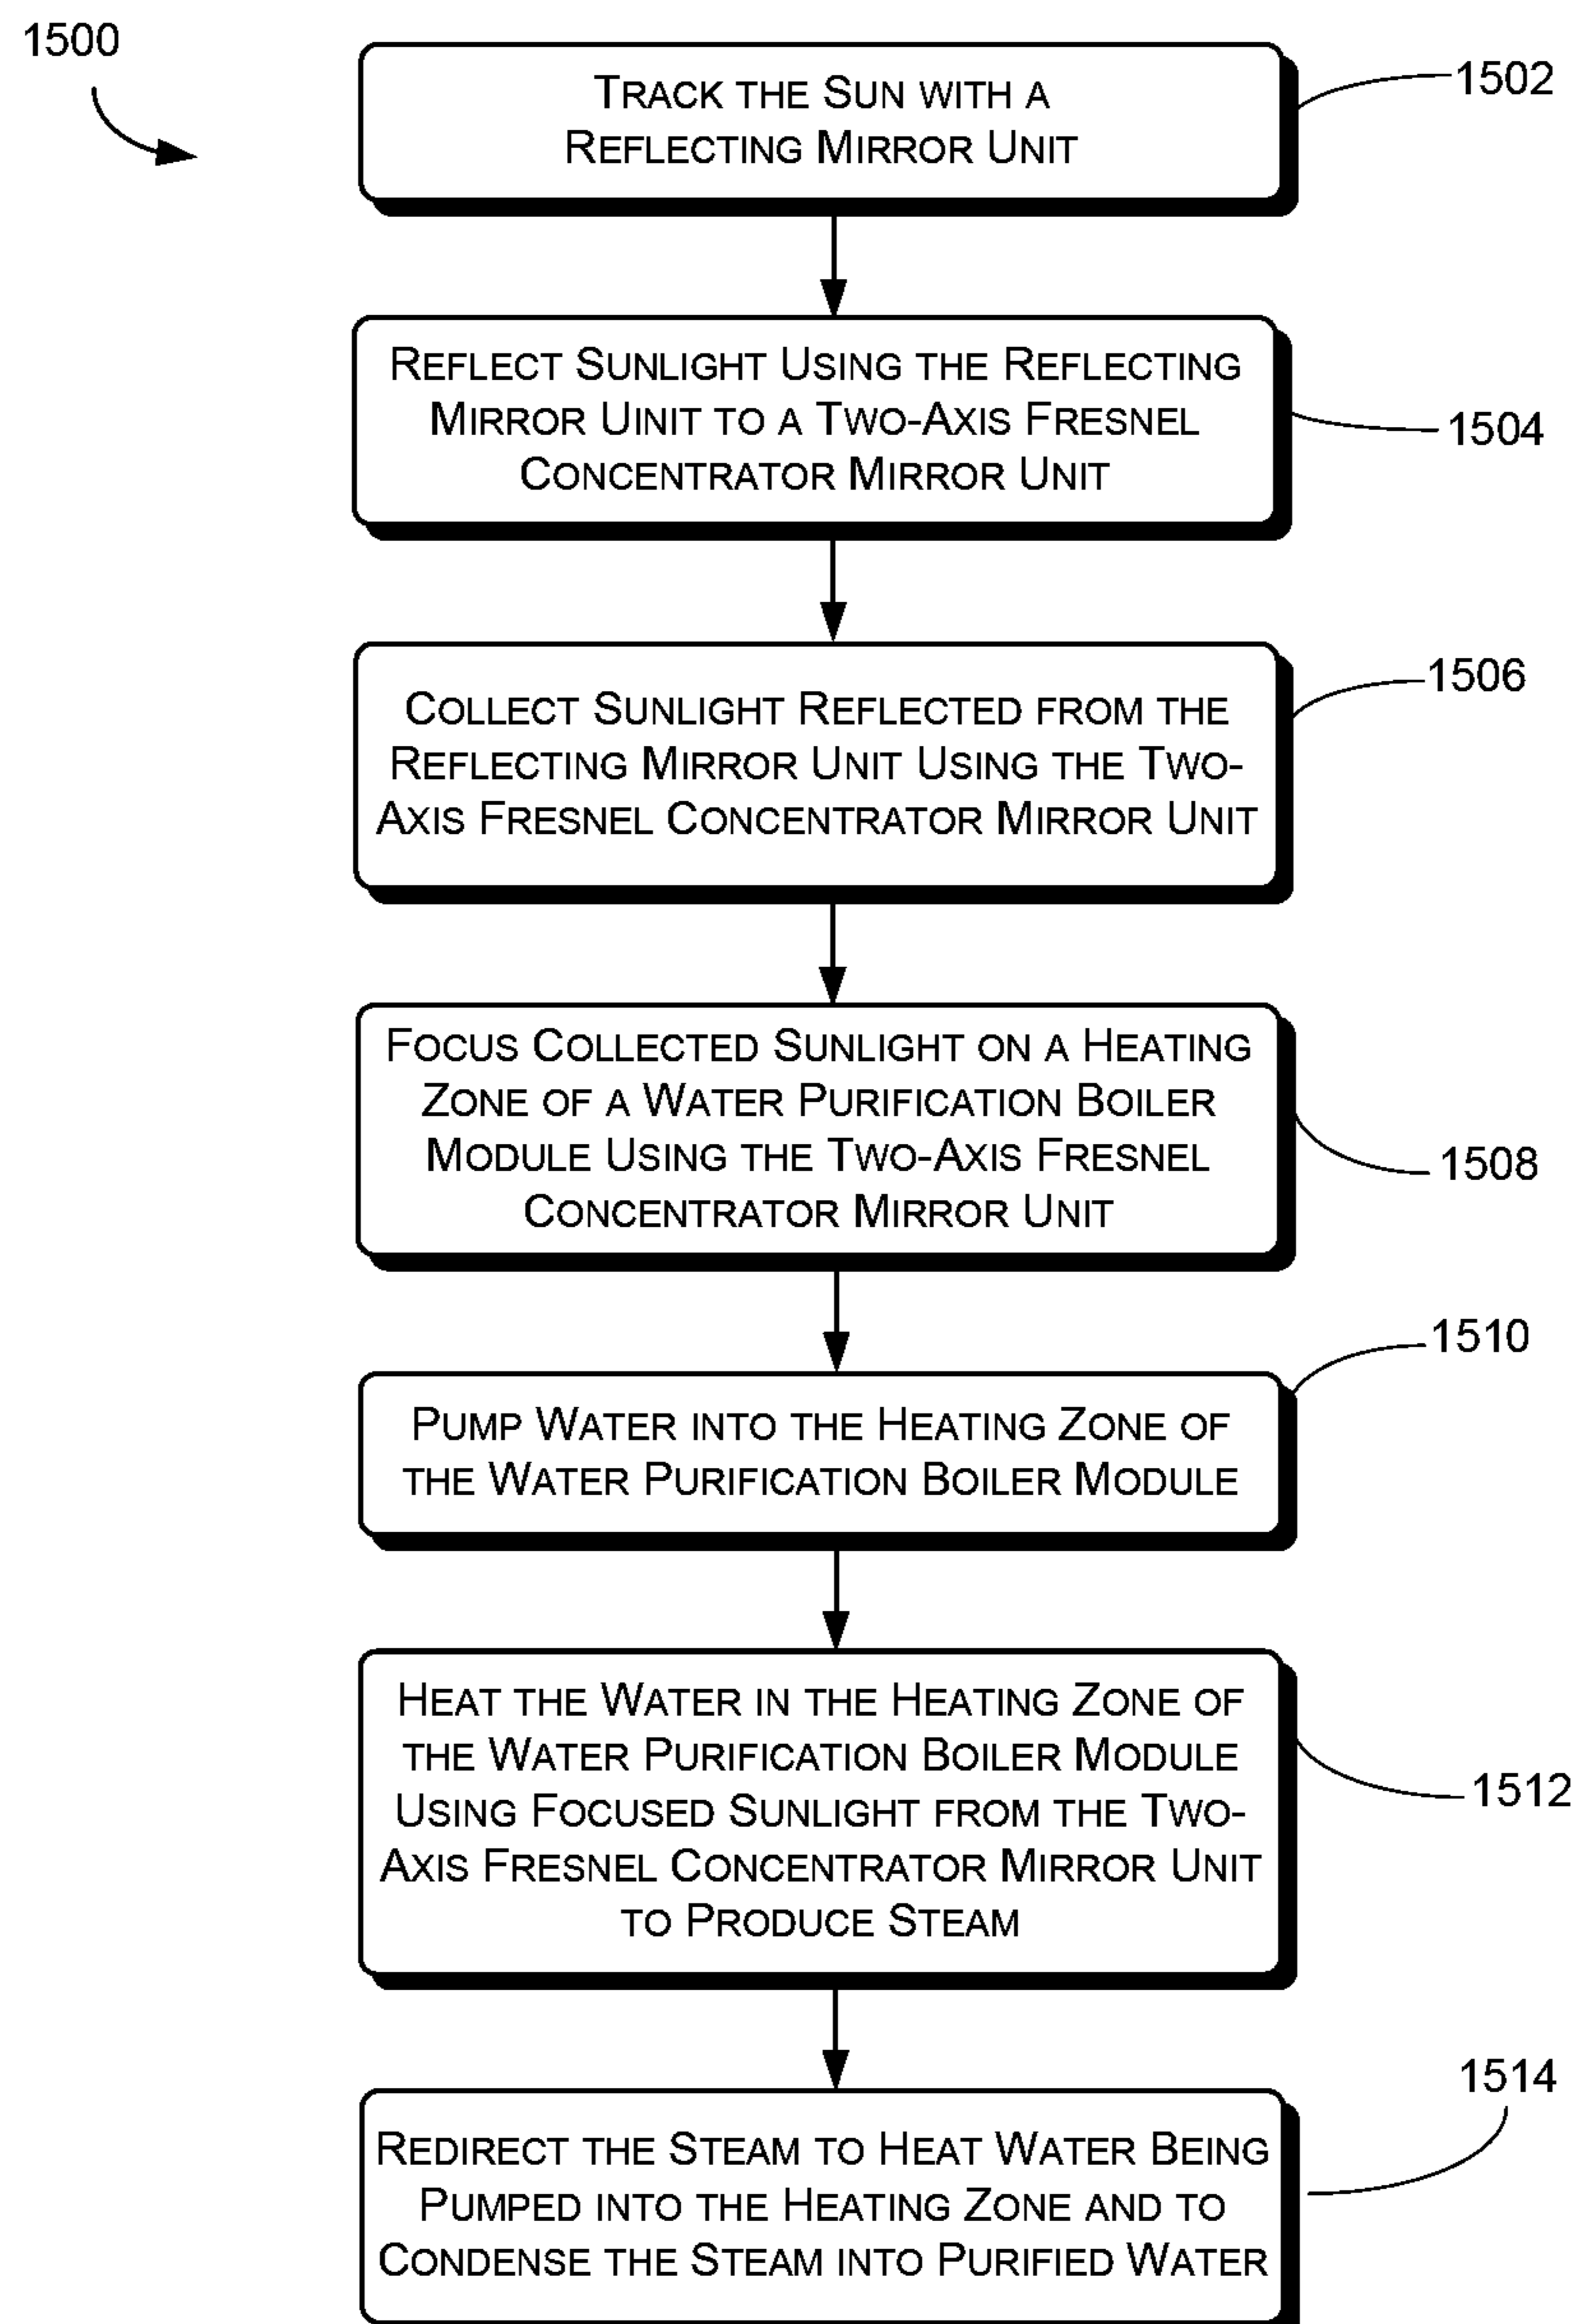 1500
1502
TRACK THE SUN WITH A
REFLECTING MIRROR UNIT
REFLECT SUNLIGHT USING THE REFLECTING
MIRROR UINIT TO A TWO-AXIS FRESNEL
CONCENTRATOR MIRROR UNIT
1504
1506
COLLECT SUNLIGHT REFLECTED FROM THE
REFLECTING MIRROR UNIT USING THE TWO-
AXIS FRESNEL CONCENTRATOR MIRROR UNIT
FOCUS COLLECTED SUNLIGHT ON A HEATING
ZONE OF A WATER PURIFICATION BOILER
MODULE USING THE TWO-AXIS FRESNEL
CONCENTRATOR MIRROR UNIT
1508
1510
PUMP WATER INTO THE HEATING ZONE OF
THE WATER PURIFICATION BOILER MODULE
HEAT THE WATER IN THE HEATING ZONE OF
THE WATER PURIFICATION BOILER MODULE
USING FOCUSED SUNLIGHT FROM THE TWO-
AXIS FRESNEL CONCENTRATOR MIRROR UNIT
TO PRODUCE STEAM
1512
1514
REDIRECT THE STEAM TO HEAT WATER BEING
PUMPED INTO THE HEATING ZONE AND TO
CONDENSE THE STEAM INTO PURIFIED WATER